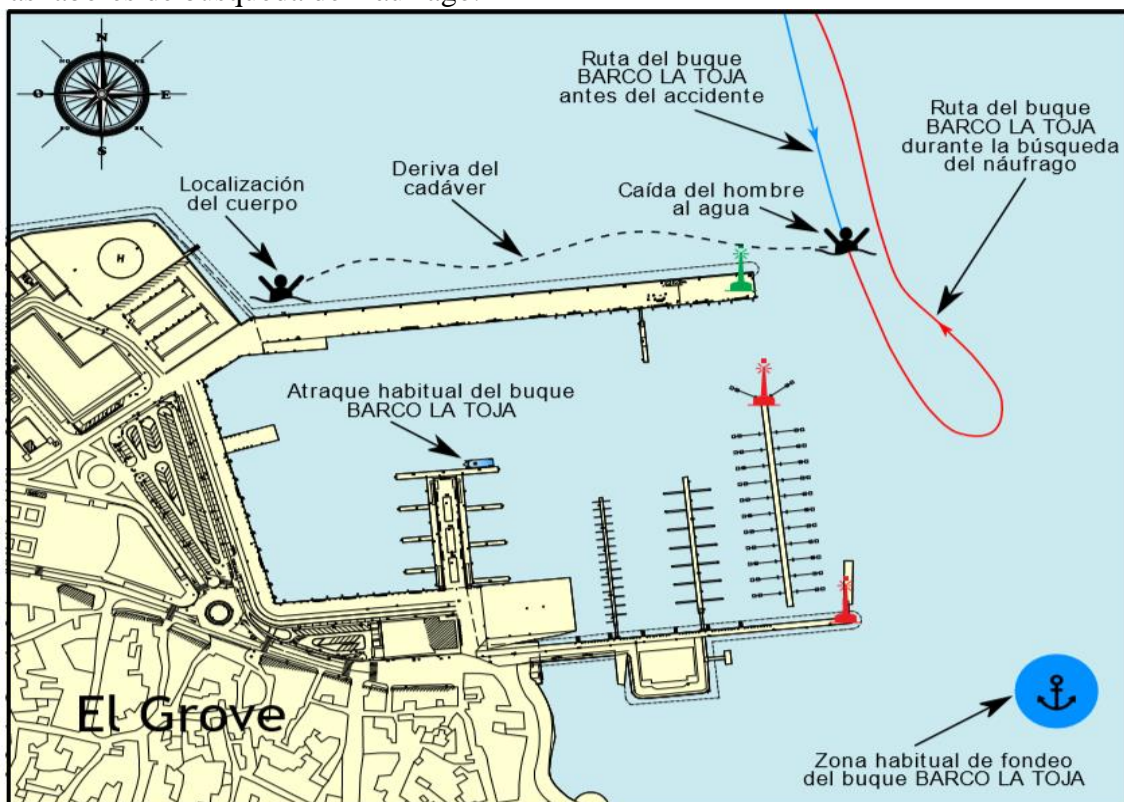 N
O
E
S
Ruta del buque
BARCO LA TOJA
antes del accidente
Ruta del buque
BARCO LA TOJA
durante la búsqueda
del náufrago
Localización
del cuerpo
Deriva del
cadáver
Caída del hombre
al agua
H
Atraque habitual del buque
BARCO LA TOJA
El Grove
Zona habitual de fondeo
del buque BARCO LA TOJA